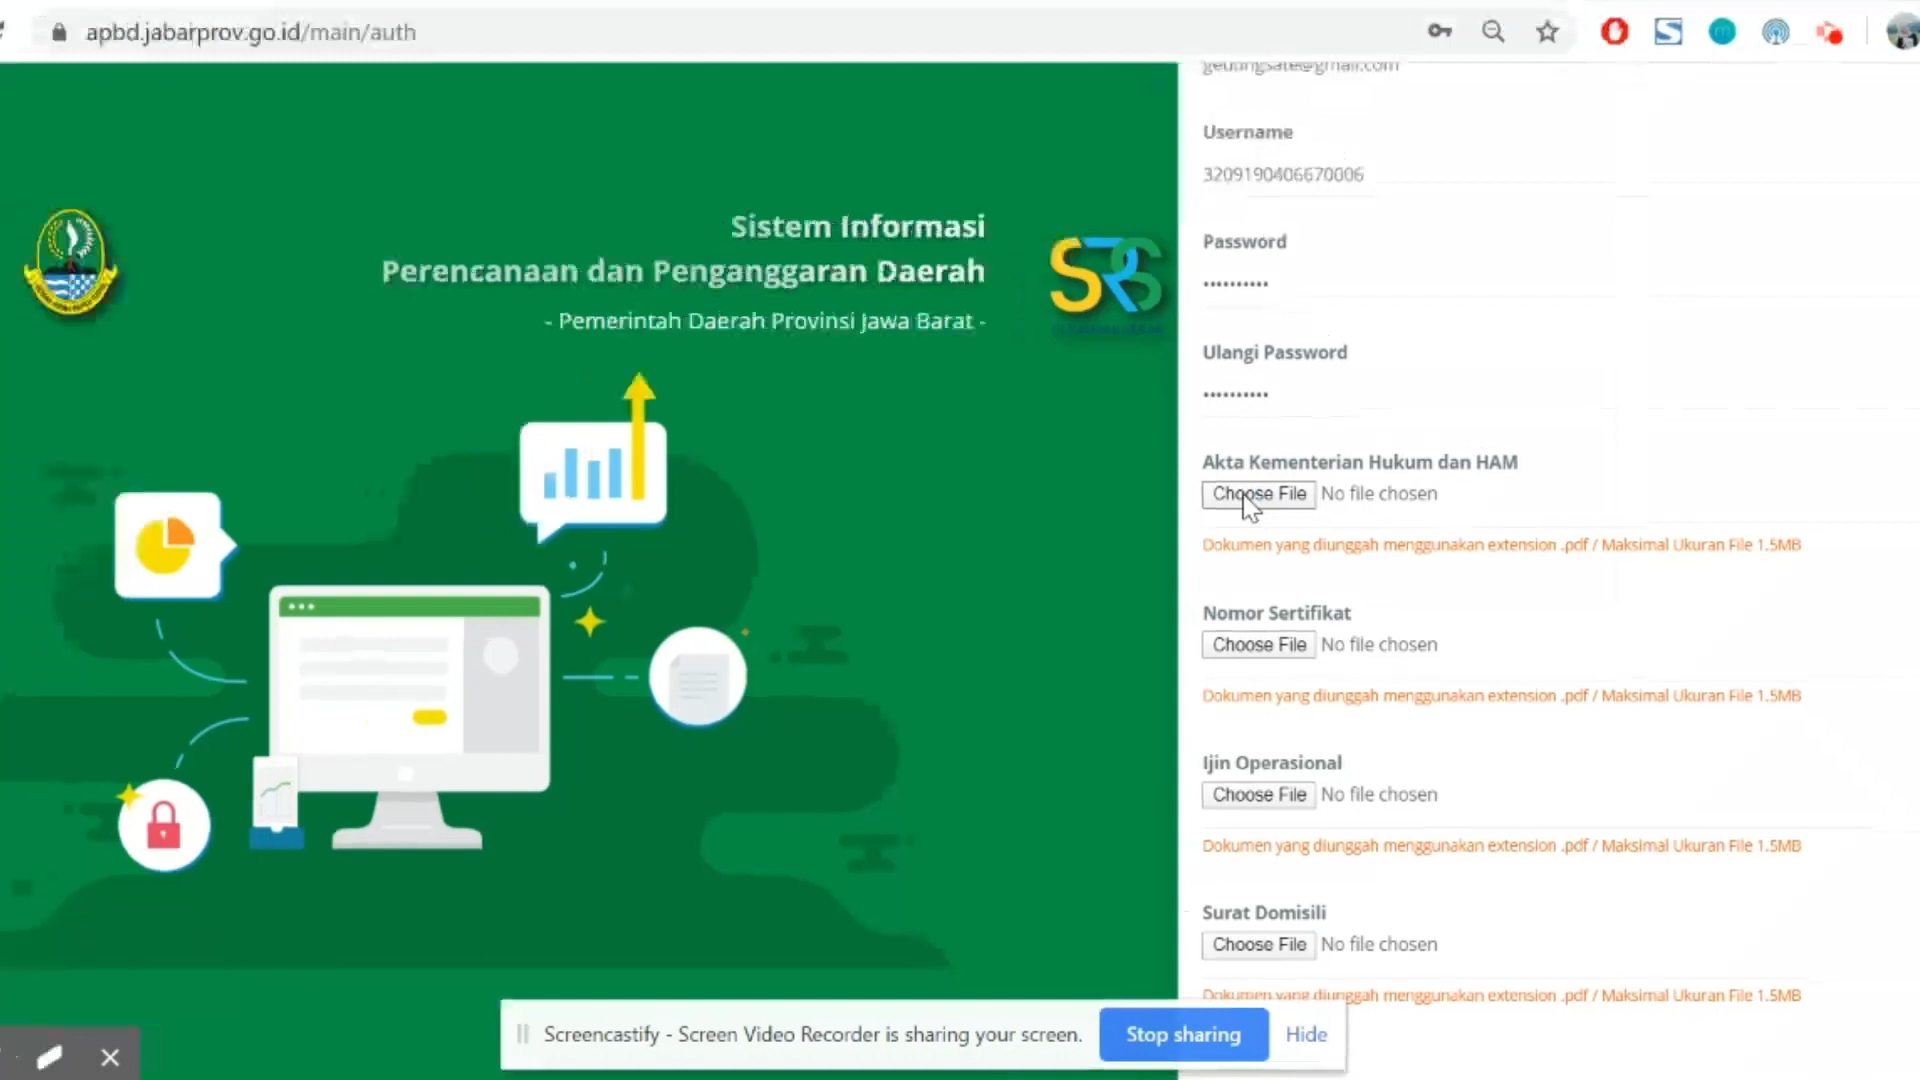 apbd.jabarprov.go.id/main/auth
gedungsate@gmail.com
Username
3209190406670006
Password
••••••••••
Ulangi Password
••••••••••
Akta Kementerian Hukum dan HAM
Choose File No file chosen
Dokumen yang diunggah menggunakan extension .pdf / Maksimal Ukuran File 1.5MB
Nomor Sertifikat
Choose File No file chosen
Dokumen yang diunggah menggunakan extension .pdf / Maksimal Ukuran File 1.5MB
Ijin Operasional
Choose File No file chosen
Dokumen yang diunggah menggunakan extension .pdf / Maksimal Ukuran File 1.5MB
Surat Domisili
Choose File No file chosen
Dokumen yang diunggah menggunakan extension .pdf / Maksimal Ukuran File 1.5MB
Sistem Informasi
Perencanaan dan Penganggaran Daerah
- Pemerintah Daerah Provinsi Jawa Barat -
SRS
Screencastify - Screen Video Recorder is sharing your screen.
Stop sharing
Hide